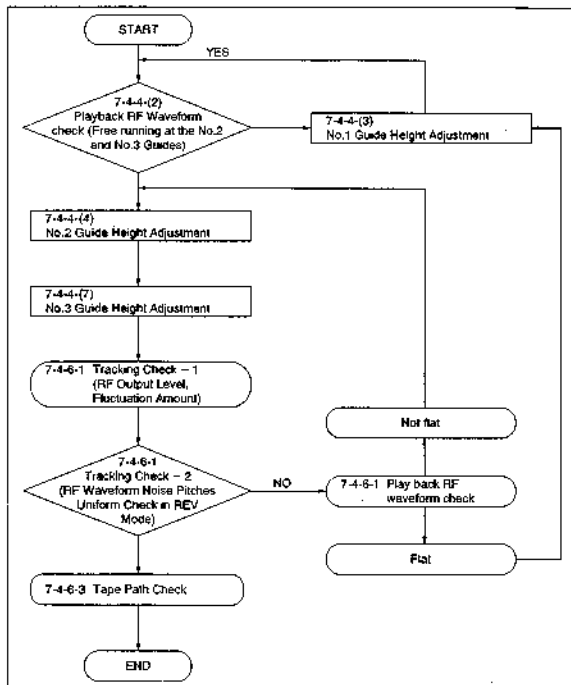 START
YES
7-4-4-(2)
Playback RF Waveform
check (Free running at the No.2
and No.3 Guides)
7-4-4-(3)
No.1 Guide Height Adjustment
7-4-4-(4)
No.2 Guide Height Adjustment
7-4-4-(7)
No.3 Guide Height Adjustment
7-4-6-1 Tracking Check – 1
(RF Output Level,
Fluctuation Amount)
Not flat
7-4-6-1
Tracking Check – 2
(RF Waveform Noise Pitches
Uniform Check in REV
Mode)
NO
7-4-6-1 Play back RF
waveform check
Flat
7-4-6-3 Tape Path Check
END